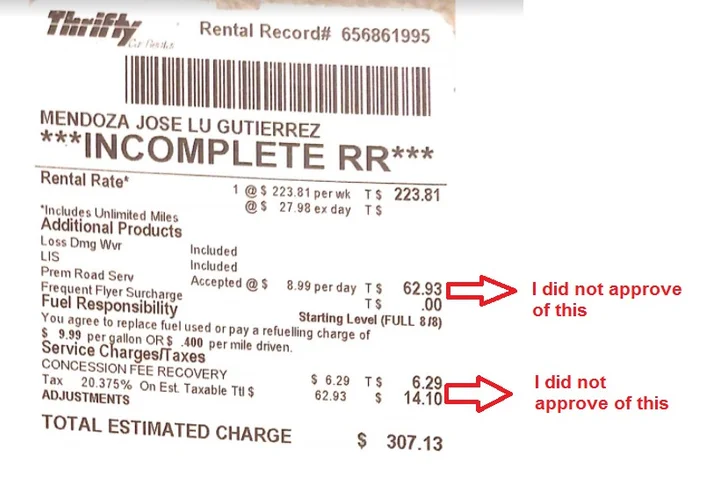 Thrifty
Car Rental
Rental Record# 656861995
MENDOZA JOSE LU GUTIERREZ
***INCOMPLETE RR***
Rental Rate* 1 @ $ 223.81 per wk T $ 223.81
@ $ 27.98 ex day T $
*Includes Unlimited Miles
Additional Products
Loss Dmg Wvr Included
LIS Included
Prem Road Serv Accepted @ $ 8.99 per day T $ 62.93
Frequent Flyer Surcharge T $ .00
Fuel Responsibility Starting Level (FULL 8/8)
You agree to replace fuel used or pay a refuelling charge of
$ 9.99 per gallon OR $ .400 per mile driven.
Service Charges/Taxes
CONCESSION FEE RECOVERY $ 6.29 T $ 6.29
Tax 20.375% On Est. Taxable Ttl $ 62.93 $ 14.10
ADJUSTMENTS
TOTAL ESTIMATED CHARGE $ 307.13
I did not approve
of this
I did not
approve of this